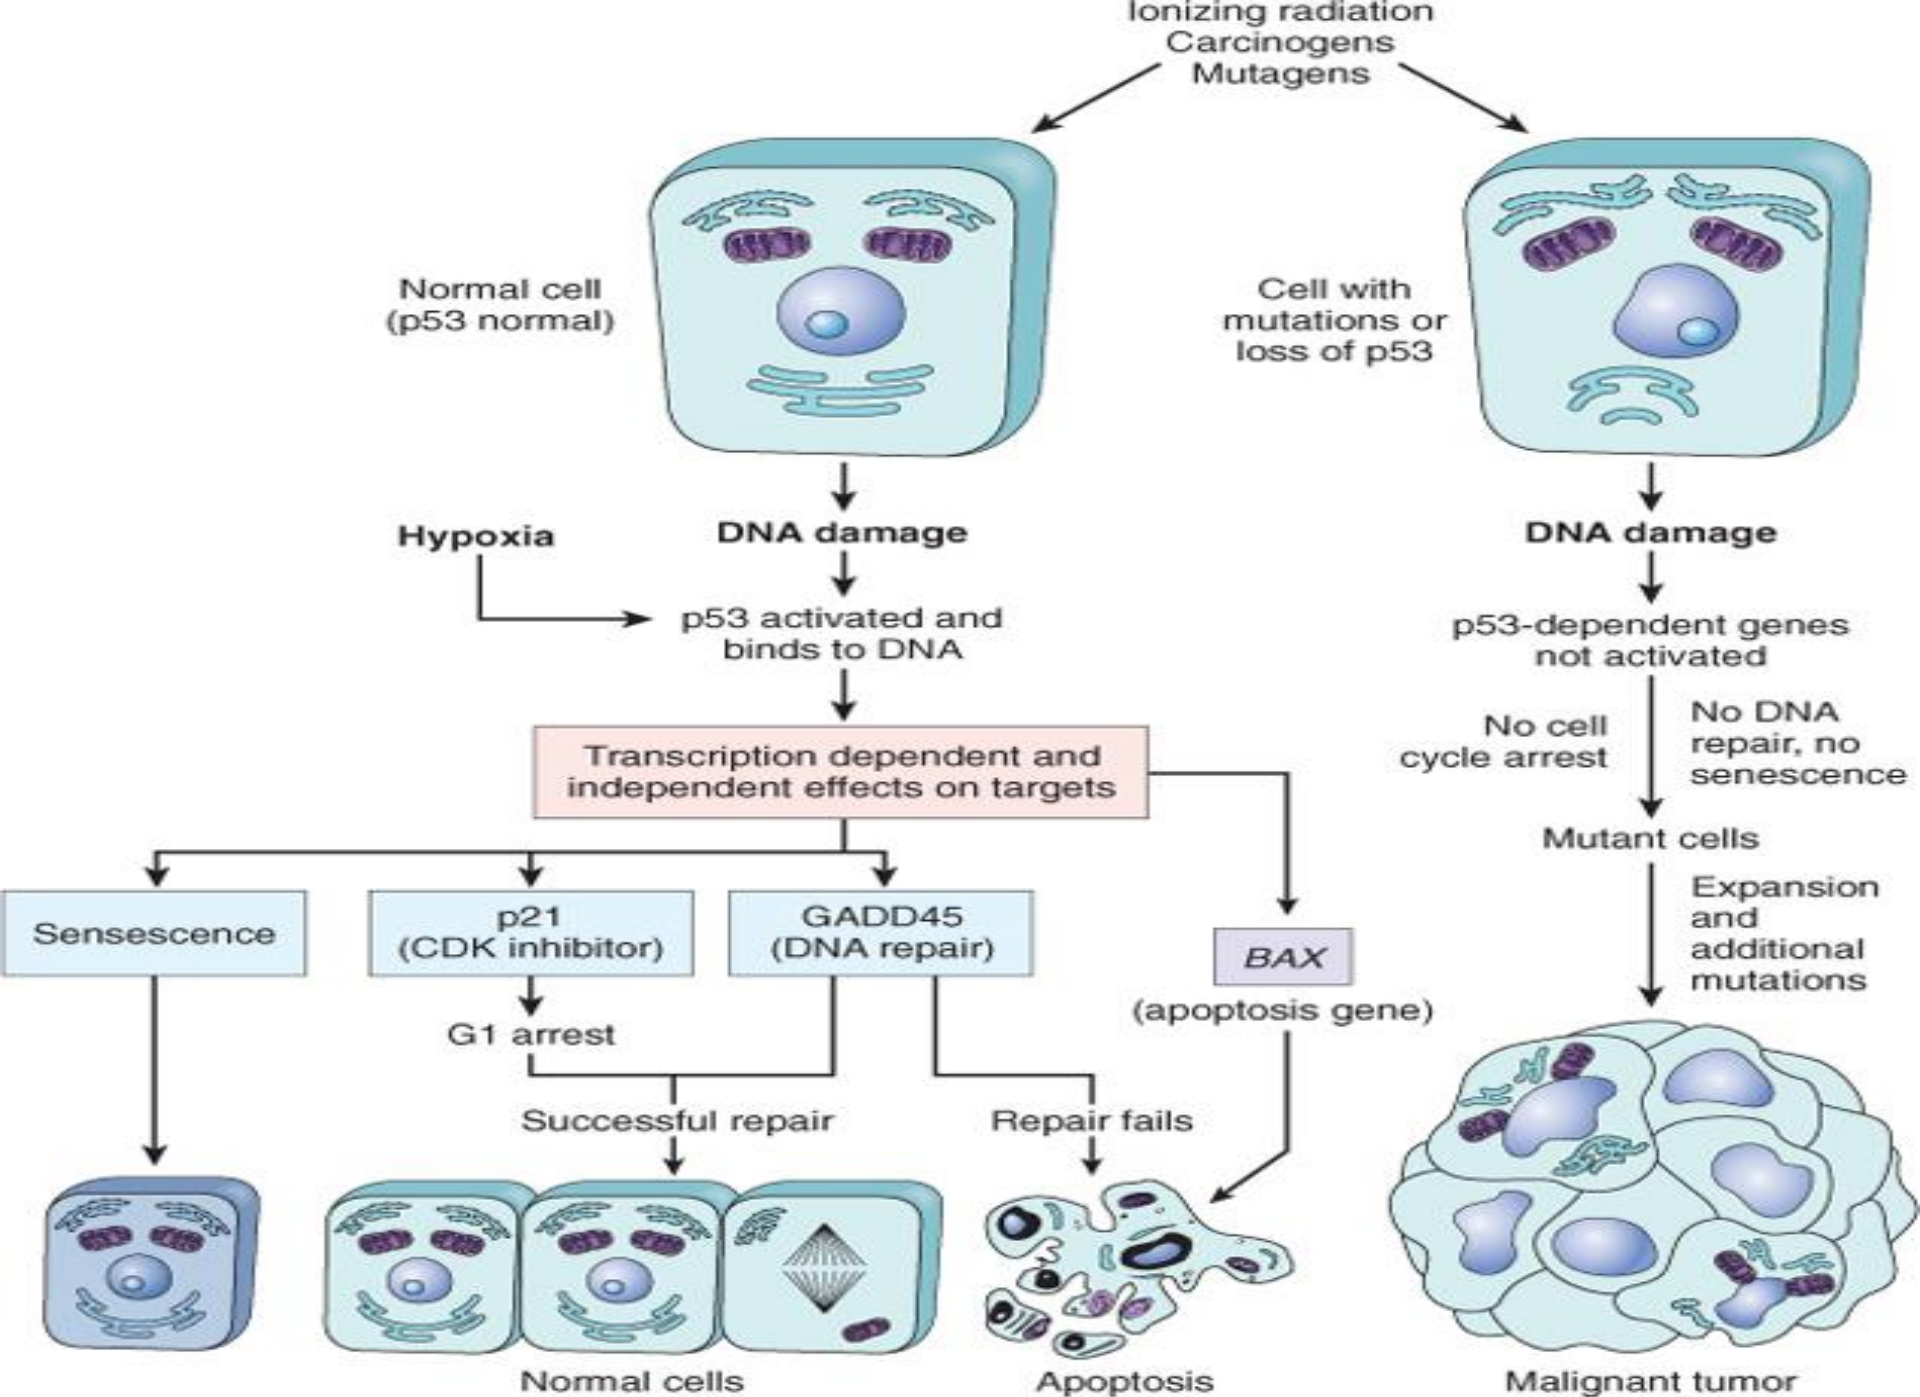 Ionizing radiation
Carcinogens
Mutagens
Normal cell
(p53 normal)
Cell with
mutations or
loss of p53
Hypoxia
DNA damage
DNA damage
p53 activated and
binds to DNA
p53-dependent genes
not activated
No cell
cycle arrest
No DNA
repair, no
senescence
Transcription dependent and
independent effects on targets
Mutant cells
Expansion
and
additional
mutations
Sensescence
p21
(CDK inhibitor)
GADD45
(DNA repair)
BAX
(apoptosis gene)
G1 arrest
Successful repair
Repair fails
Normal cells
Apoptosis
Malignant tumor